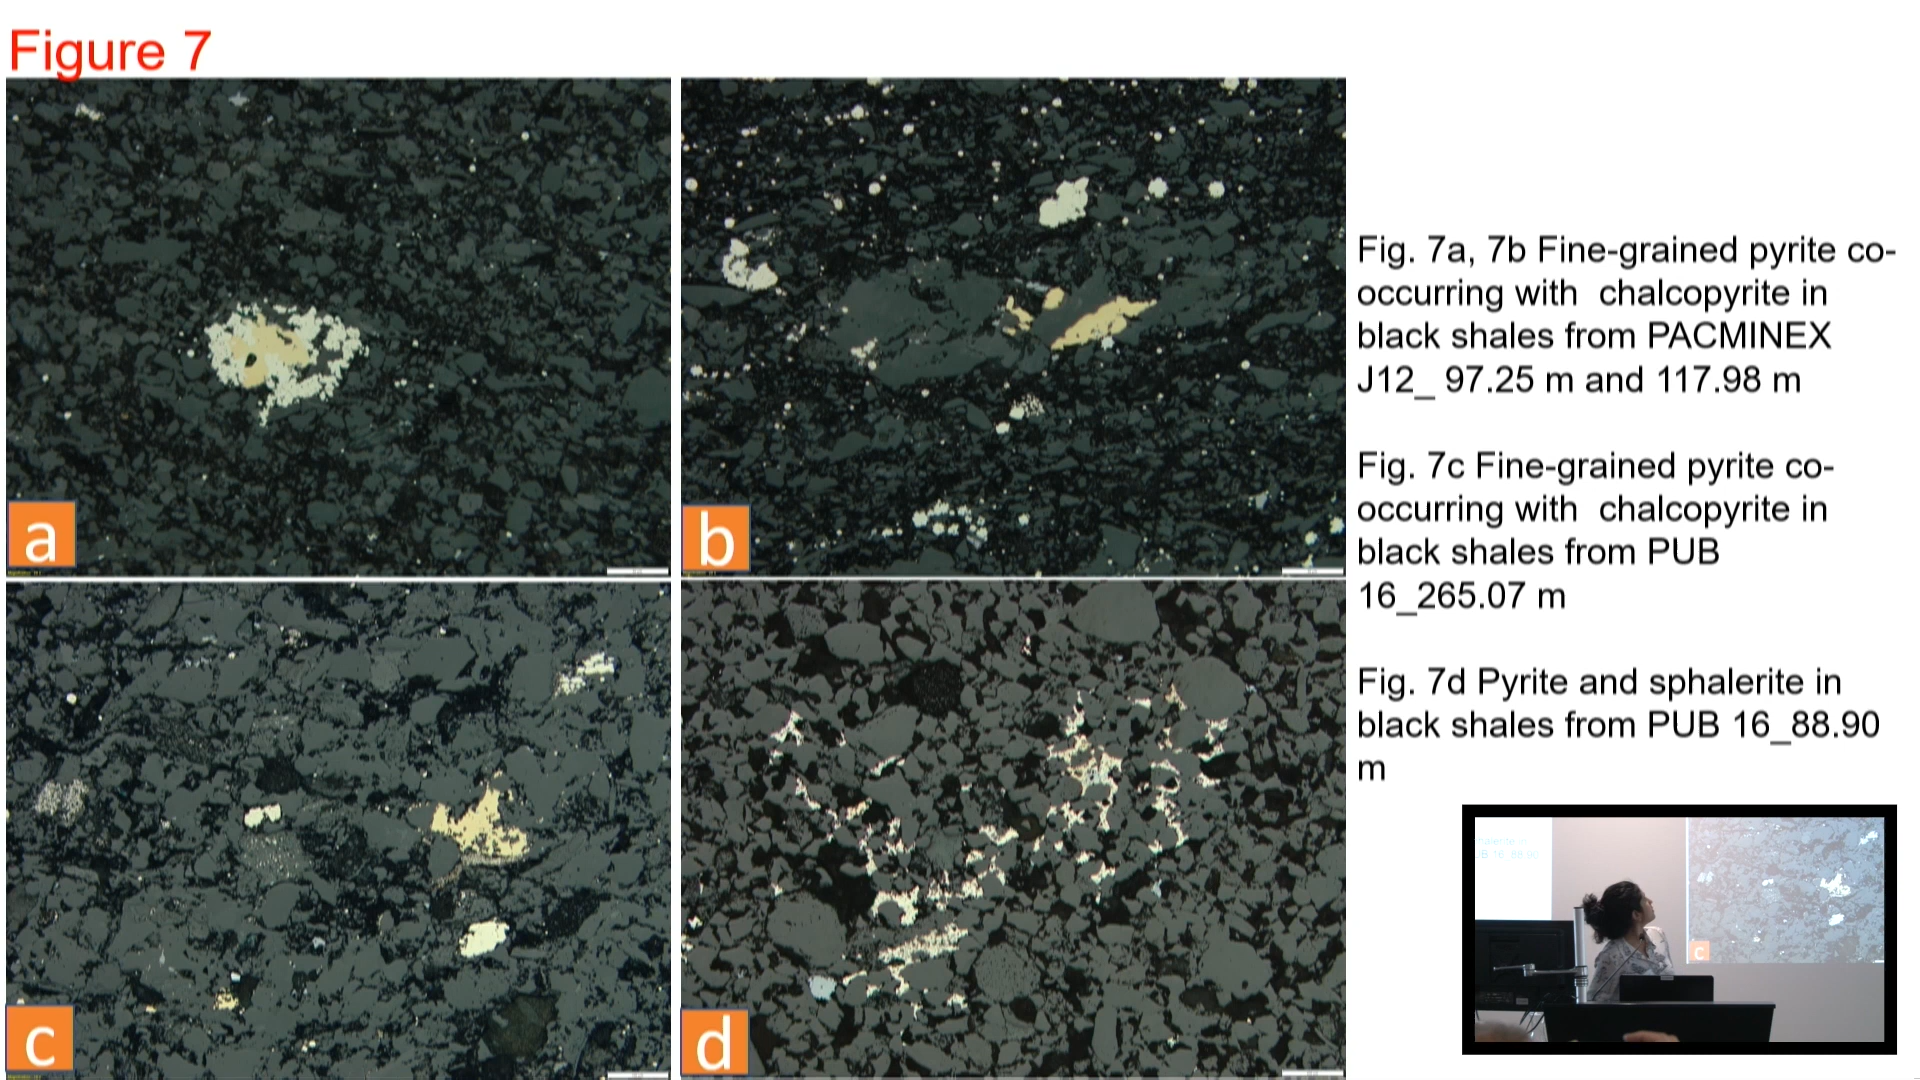 Figure 7
a
b
c
d
Fig. 7a, 7b Fine-grained pyrite co-
occurring with chalcopyrite in
black shales from PACMINEX
J12_ 97.25 m and 117.98 m
Fig. 7c Fine-grained pyrite co-
occurring with chalcopyrite in
black shales from PUB
16_265.07 m
Fig. 7d Pyrite and sphalerite in
black shales from PUB 16_88.90
m
c